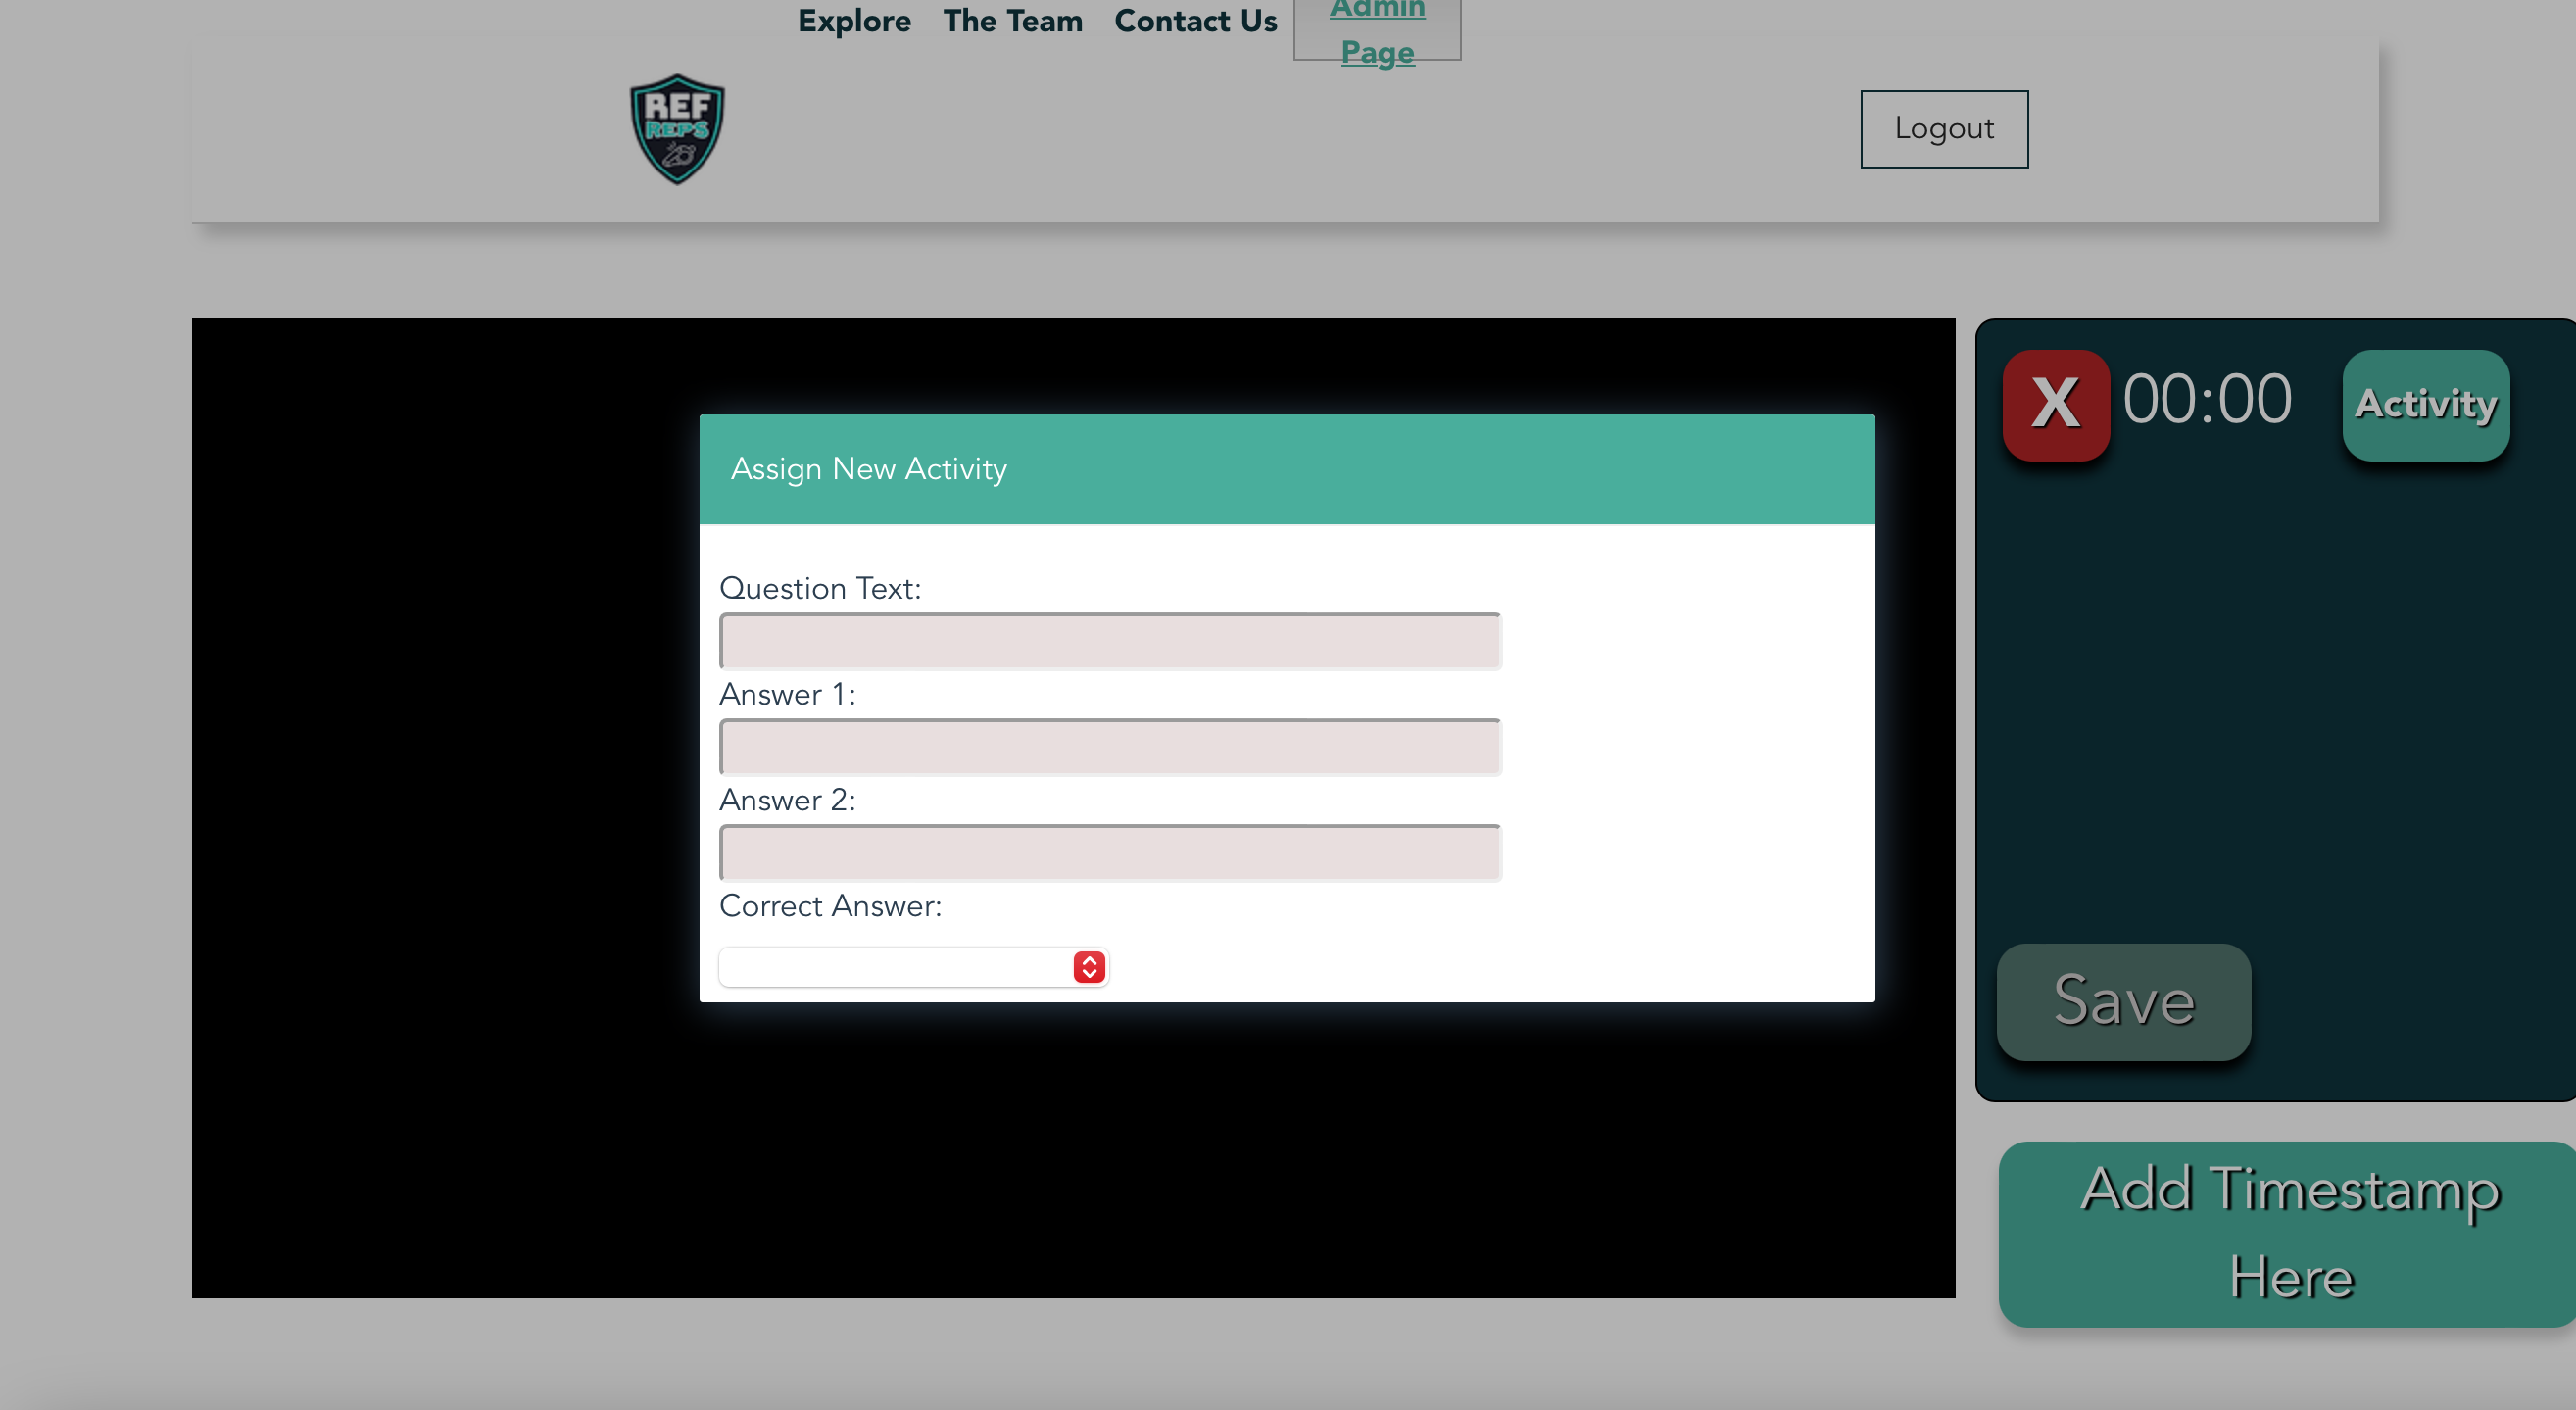 Explore The Team Contact Us Admin
Page
REF
REPS
Logout
X 00:00 Activity
Assign New Activity
Question Text:
Answer 1:
Answer 2:
Correct Answer:
Save
Add Timestamp
Here